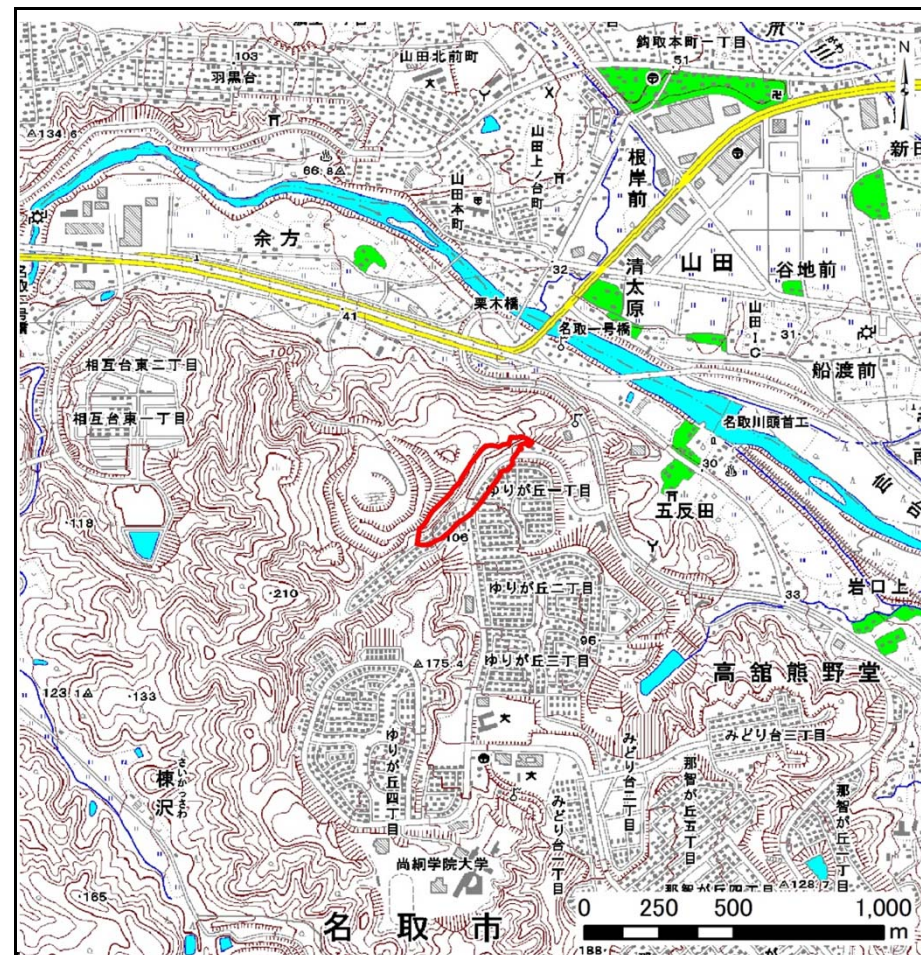 103
羽黒台
山田北前町
鈎取本町一丁目
51
N
134.6
66.8
山田上ノ台町
山田本町
根岸前
新田
余方
32
清太原
山田
谷地前
栗木橋
名取一号橋
山田IC
31
41
船渡前
100
相互台東二丁目
相互台東一丁目
名取川頭首工
30
ゆりが丘一丁目
五反田
106
118
210
ゆりが丘二丁目
33
岩口上
96
175.4
ゆりが丘三丁目
高舘熊野堂
123.1
133
みどり台三丁目
さいかっさわ
棟沢
ゆりが丘四丁目
みどり台二丁目
那智が丘五丁目
みどり台一丁目
尚絅学院大学
那智が丘四丁目
128.7
165
名取市
0 250 500 1,000
m
188